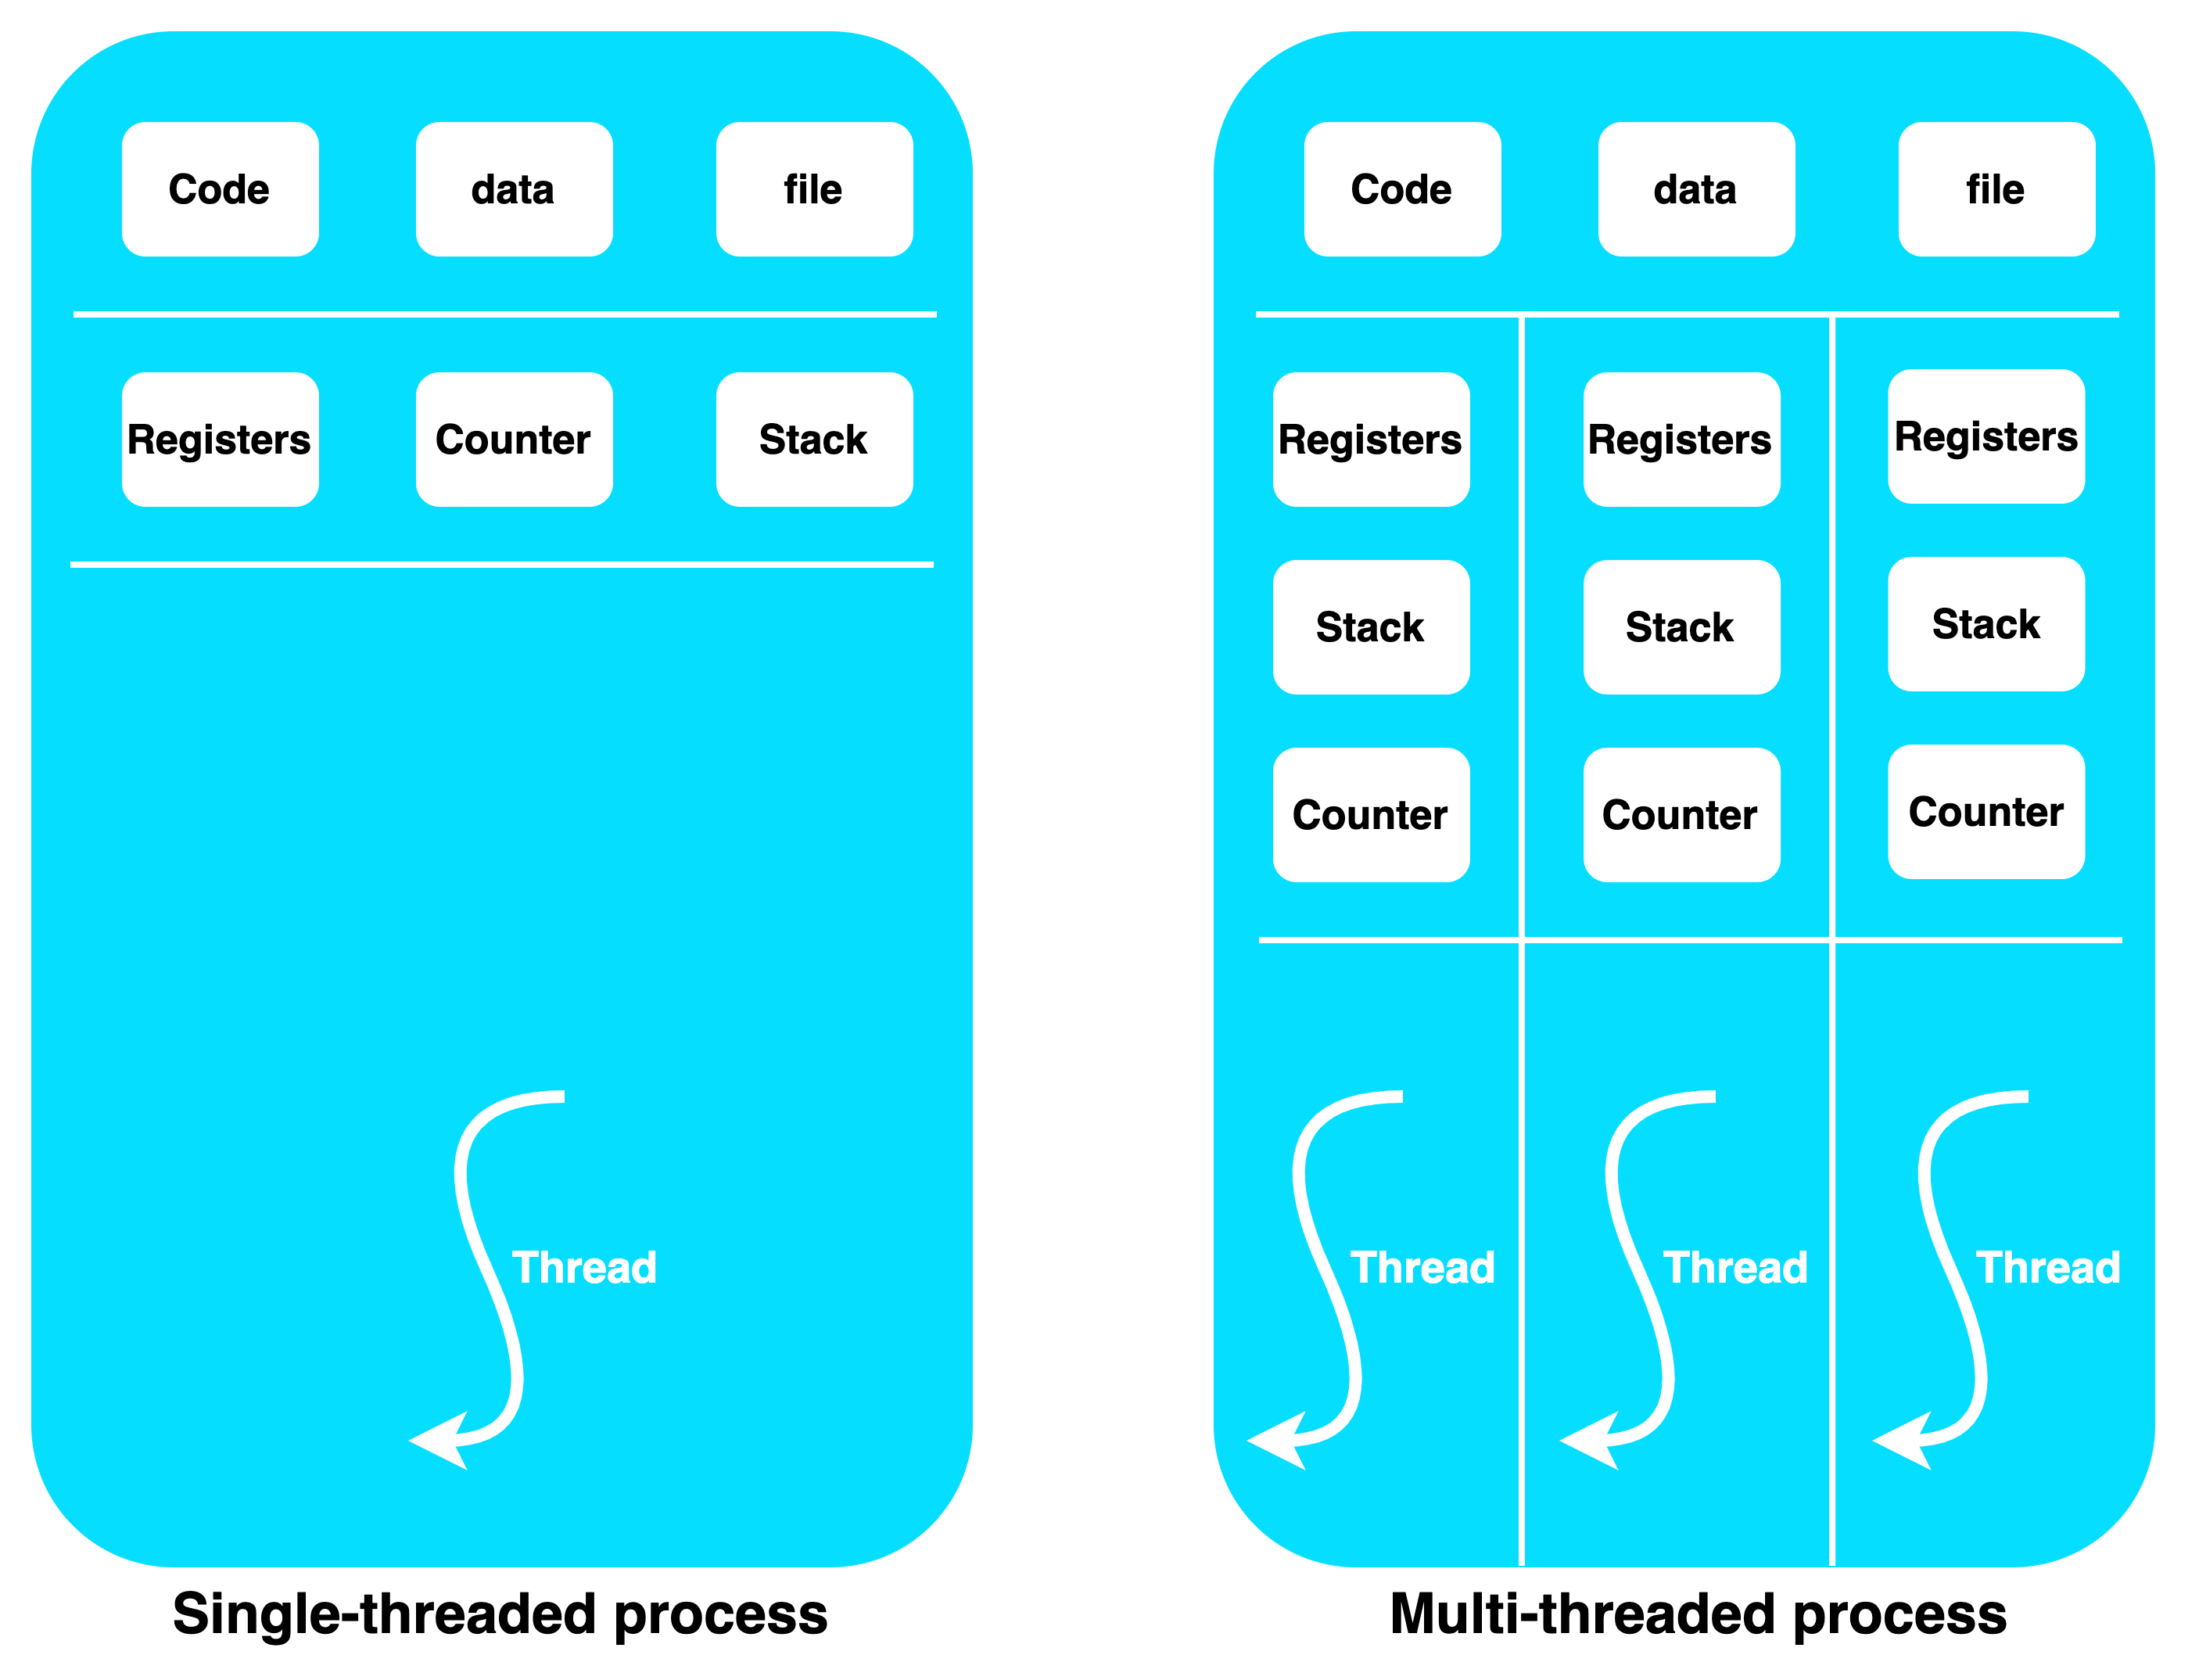 Code data file
Registers Counter Stack
Thread
Single-threaded process
Code data file
Registers Registers Registers
Stack Stack Stack
Counter Counter Counter
Thread Thread Thread
Multi-threaded process